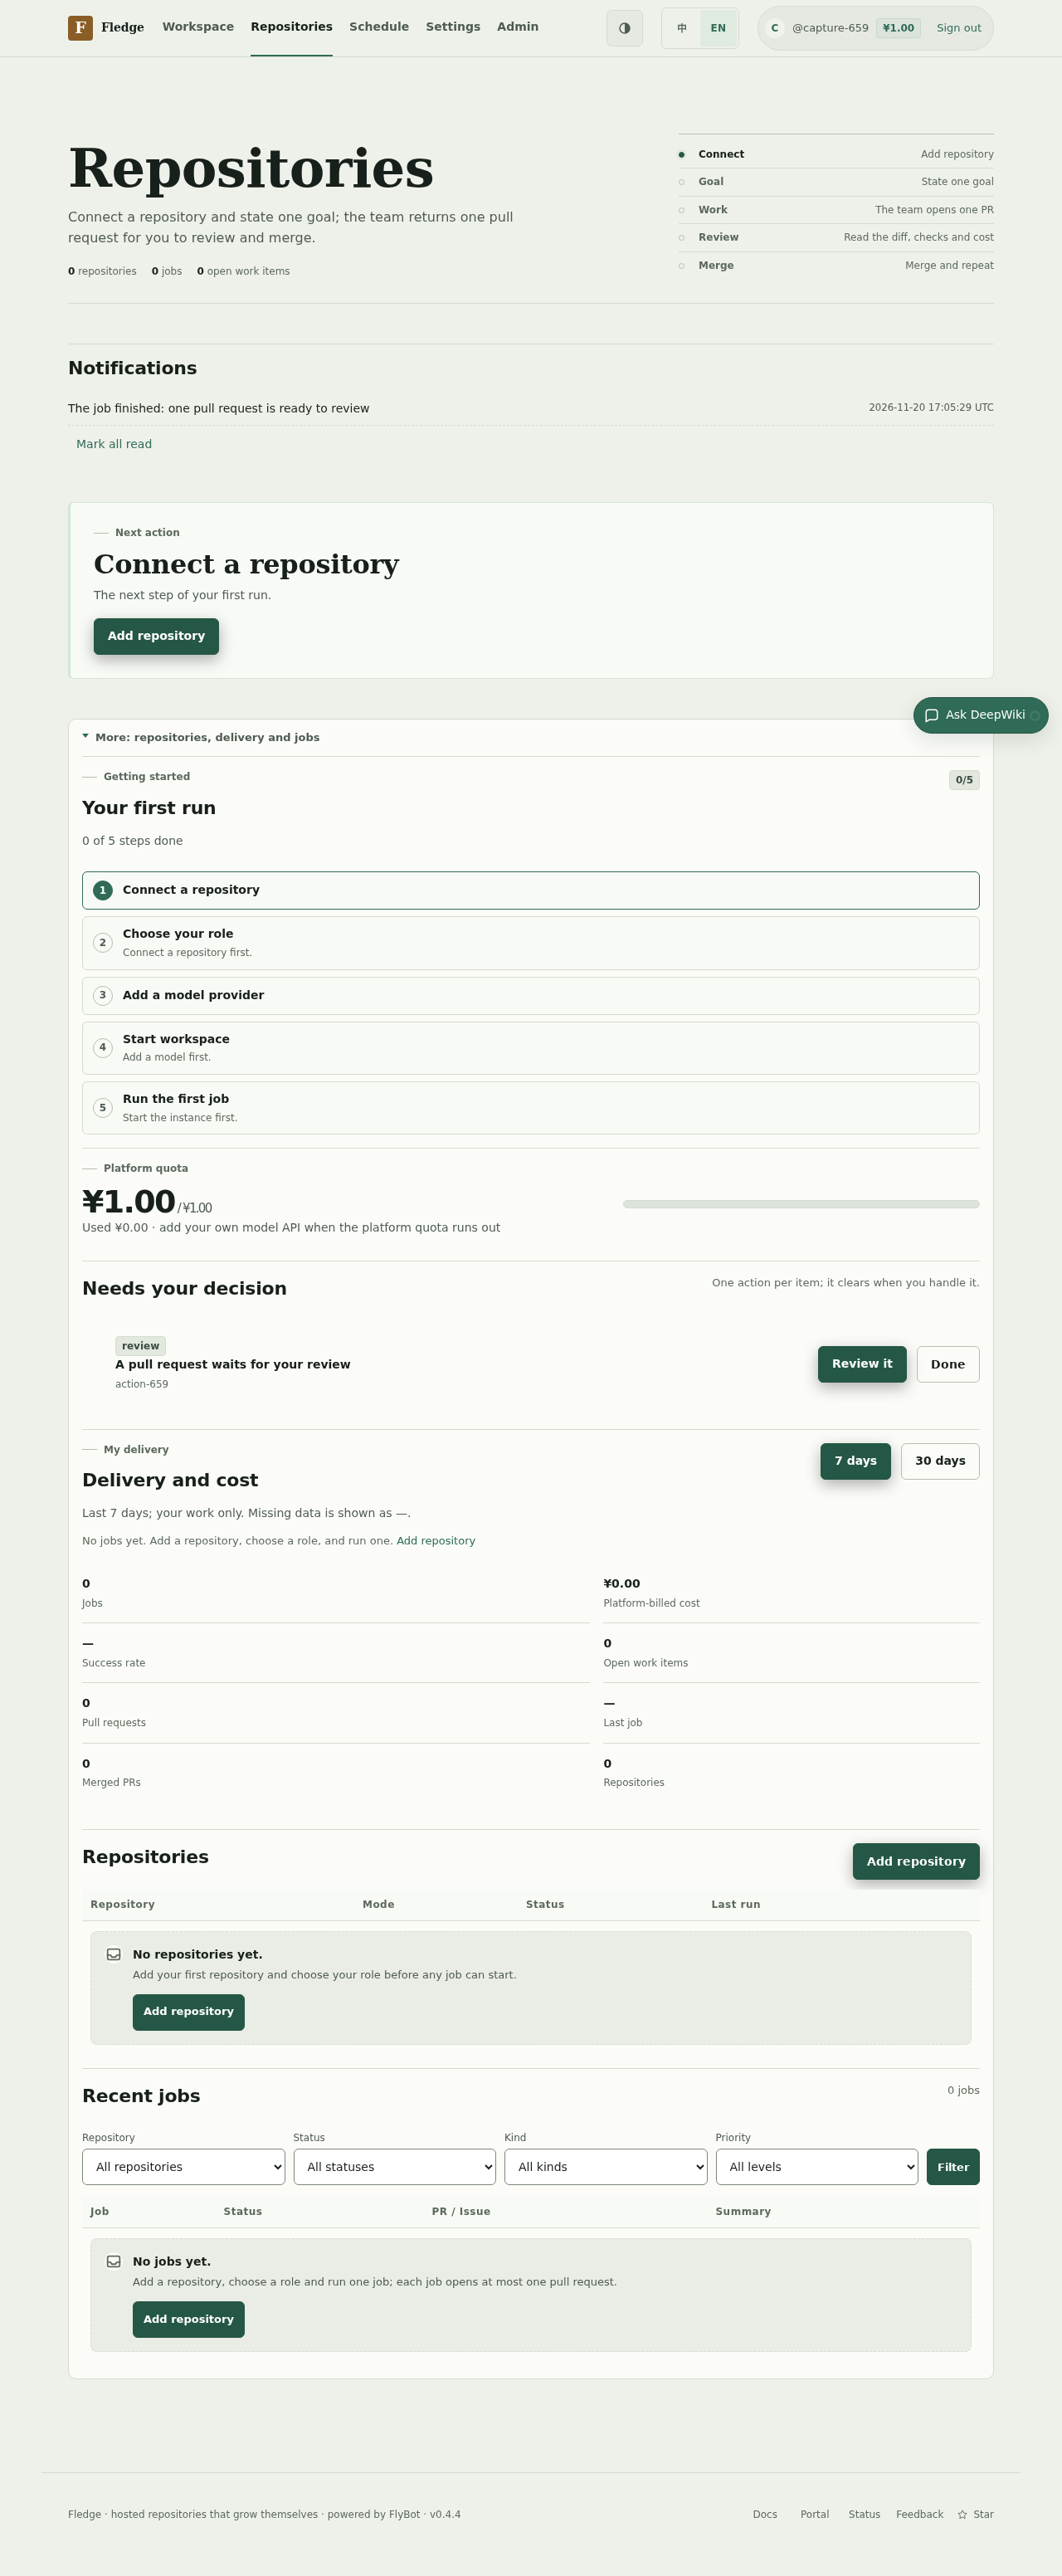 F Fledge Workspace Repositories Schedule Settings Admin 中 EN C @capture-659 ¥1.00 Sign out
Repositories
Connect a repository and state one goal; the team returns one pull
request for you to review and merge.
0 repositories 0 jobs 0 open work items
Connect Add repository
Goal State one goal
Work The team opens one PR
Review Read the diff, checks and cost
Merge Merge and repeat
Notifications
The job finished: one pull request is ready to review 2026-11-20 17:05:29 UTC
Mark all read
Next action
Connect a repository
The next step of your first run.
Add repository
Ask DeepWiki
More: repositories, delivery and jobs
Getting started 0/5
Your first run
0 of 5 steps done
1 Connect a repository
2 Choose your role
Connect a repository first.
3 Add a model provider
4 Start workspace
Add a model first.
5 Run the first job
Start the instance first.
Platform quota
¥1.00 / ¥1.00
Used ¥0.00 · add your own model API when the platform quota runs out
Needs your decision One action per item; it clears when you handle it.
review
A pull request waits for your review
action-659
Review it Done
My delivery
Delivery and cost
7 days 30 days
Last 7 days; your work only. Missing data is shown as —.
No jobs yet. Add a repository, choose a role, and run one. Add repository
0 ¥0.00
Jobs Platform-billed cost
— 0
Success rate Open work items
0 —
Pull requests Last job
0 0
Merged PRs Repositories
Repositories Add repository
Repository Mode Status Last run
No repositories yet.
Add your first repository and choose your role before any job can start.
Add repository
Recent jobs 0 jobs
Repository Status Kind Priority
All repositories All statuses All kinds All levels Filter
Job Status PR / Issue Summary
No jobs yet.
Add a repository, choose a role and run one job; each job opens at most one pull request.
Add repository
Fledge · hosted repositories that grow themselves · powered by FlyBot · v0.4.4 Docs Portal Status Feedback Star